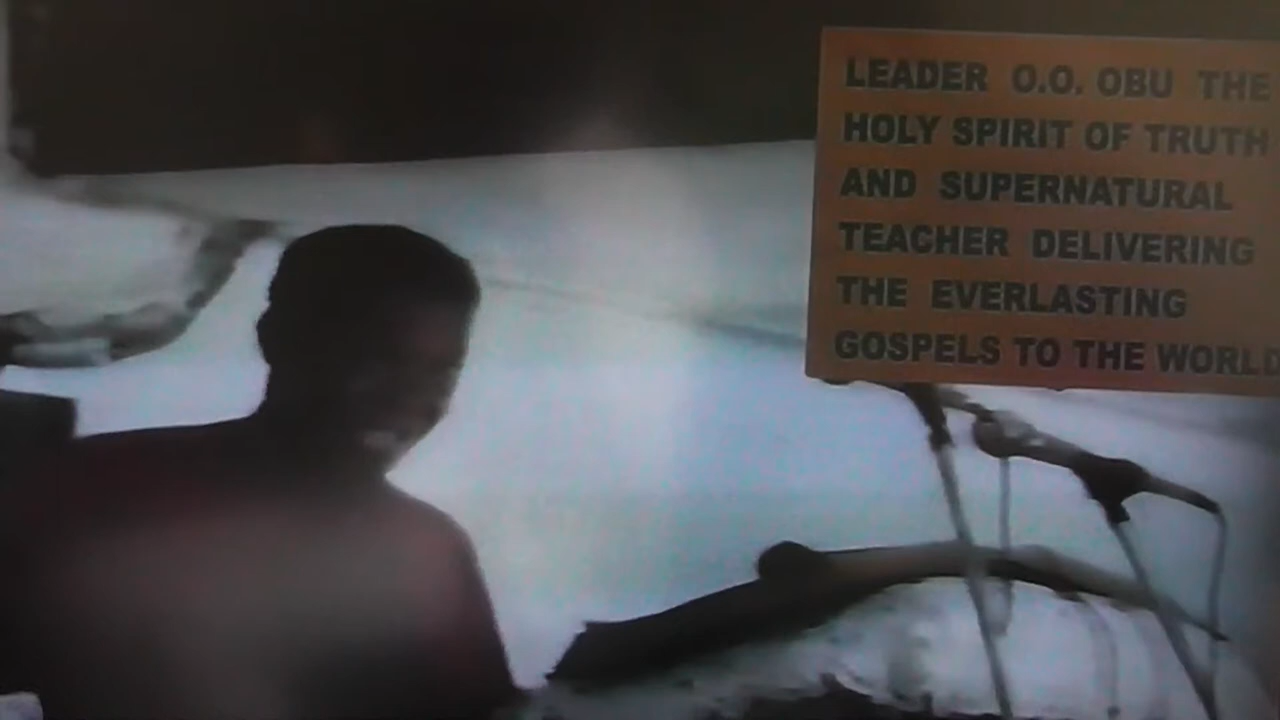 LEADER O.O. OBU THE
HOLY SPIRIT OF TRUTH
AND SUPERNATURAL
TEACHER DELIVERING
THE EVERLASTING
GOSPELS TO THE WORLD